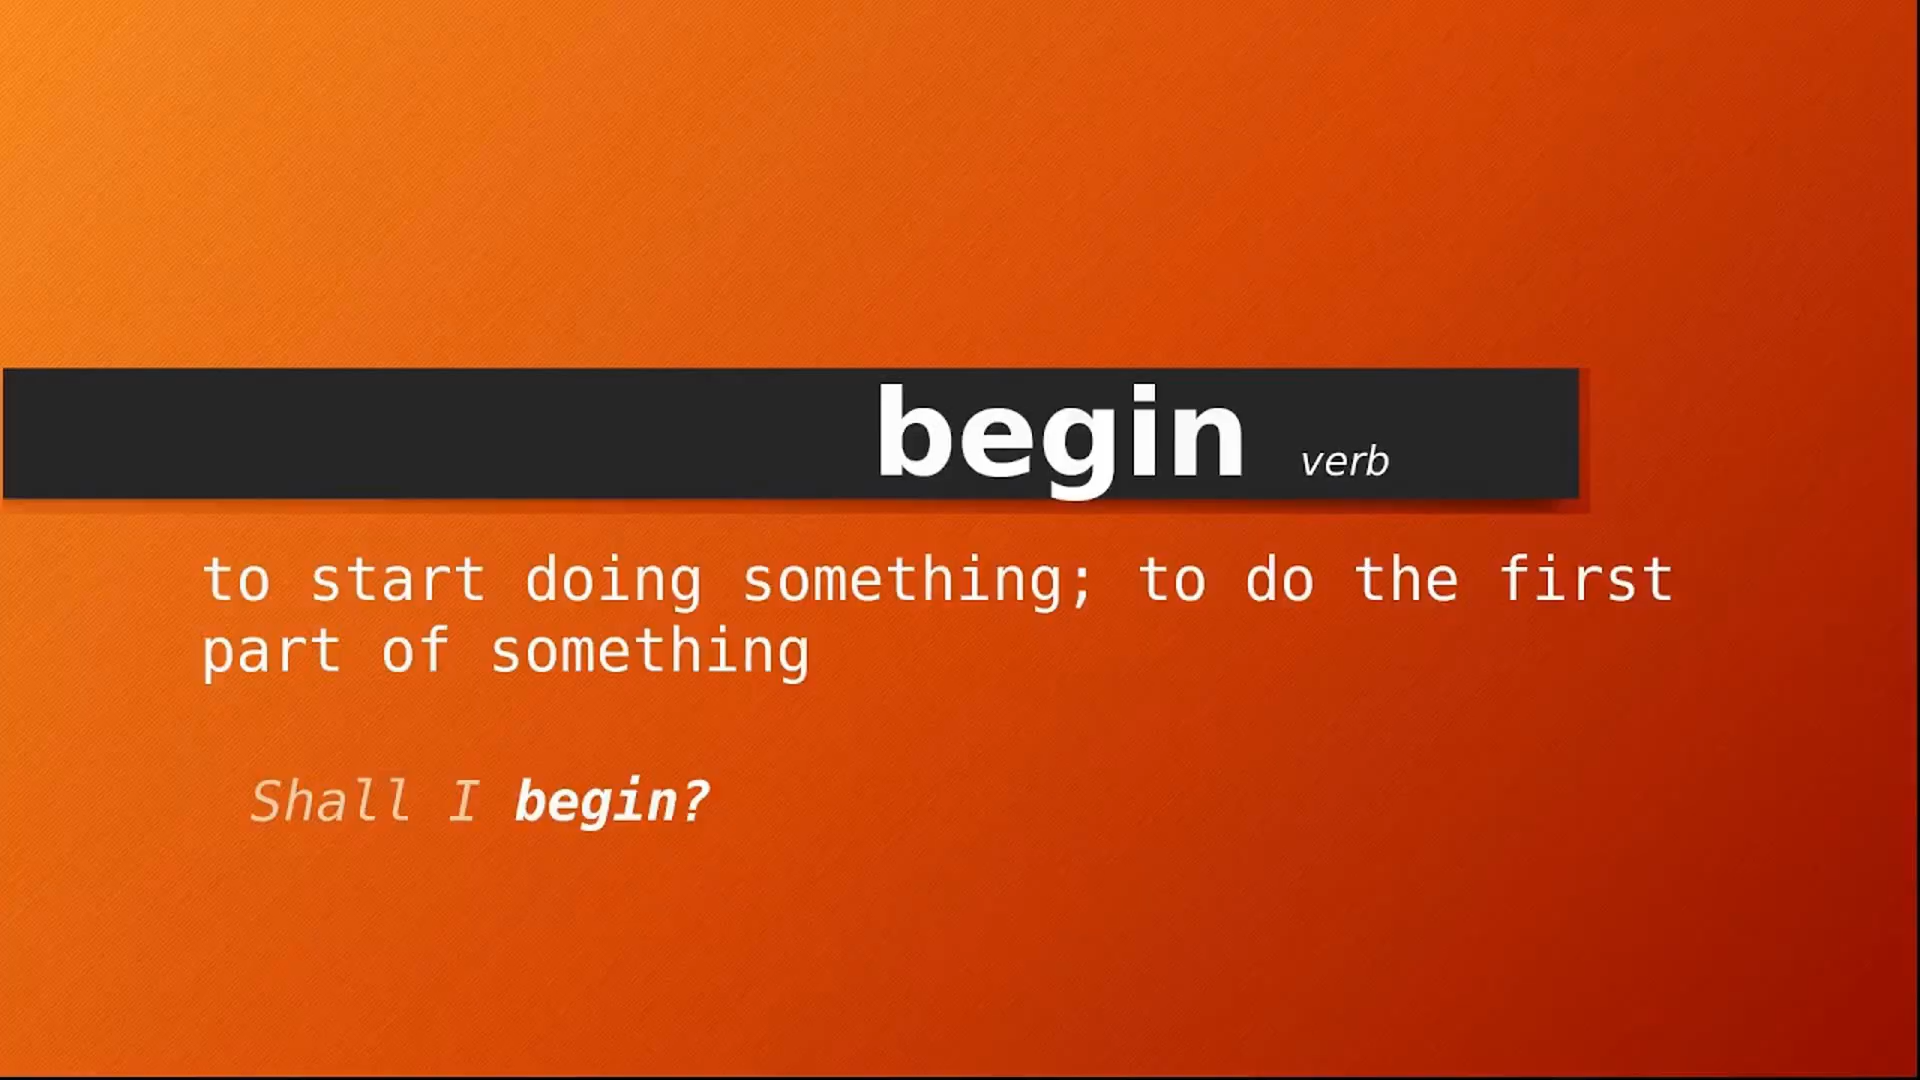 begin verb
to start doing something; to do the first
part of something
Shall I begin?